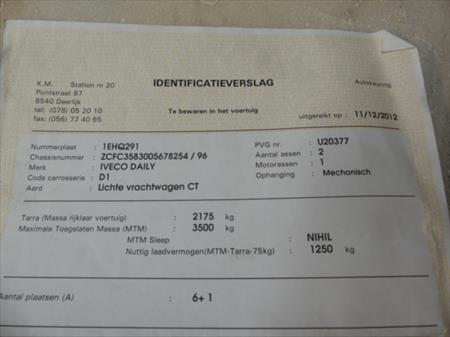 K.M. Station nr 20
Pontstraat 87
8540 Deerlijk
tel: (078) 05 20 10
fax: (056) 77 40 65
IDENTIFICATIEVERSLAG
Te bewaren in het voertuig
Autokeuring
uitgereikt op : 11/12/2012
Nummerplaat : 1EHQ291
Chassisnummer : ZCFC3583005678254 / 96
Merk : IVECO DAILY
Code carrosserie : D1
Aard : Lichte vrachtwagen CT
PVG nr. : U20377
Aantal assen : 2
Motorassen : 1
Ophanging : Mechanisch
Tarra (Massa rijklaar voertuig) : 2175 kg
Maximale Toegelaten Massa (MTM) : 3500 kg
MTM Sleep : NIHIL
Nuttig laadvermogen(MTM-Tarra-75kg) : 1250 kg
Aantal plaatsen (A) : 6+ 1